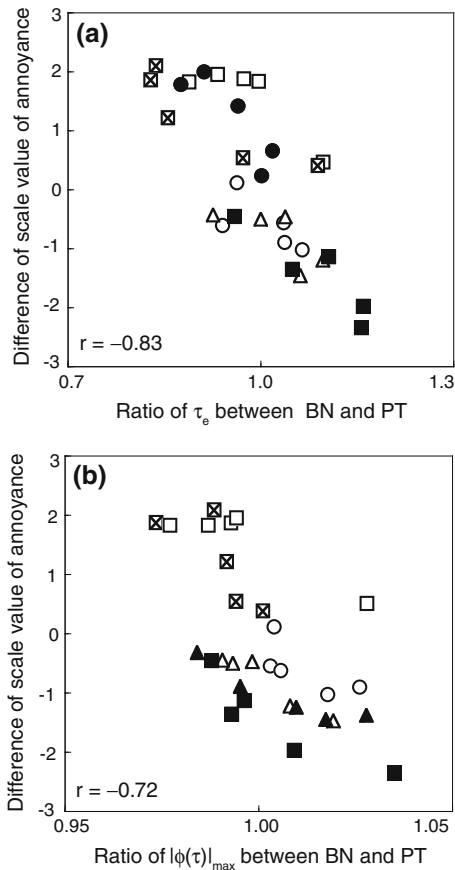 (a)
3
2
1
0
-1
-2
-3
Difference of scale value of annoyance
r = −0.83
0.7 1.0 1.3
Ratio of τe between BN and PT
(b)
3
2
1
0
-1
-2
-3
Difference of scale value of annoyance
r = −0.72
0.95 1.00 1.05
Ratio of |ϕ(τ)|max between BN and PT